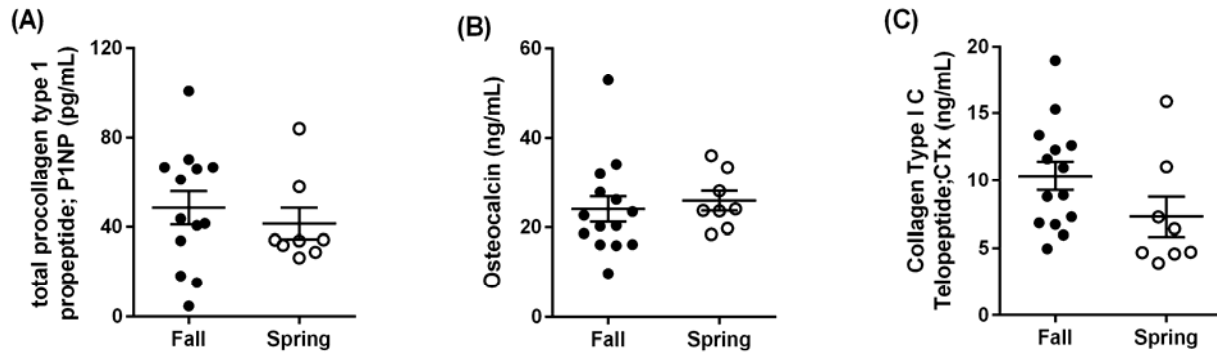 (A)
total procollagen type 1
propeptide; P1NP (pg/mL)
120
80
40
0
Fall Spring
(B)
Osteocalcin (ng/mL)
60
40
20
0
Fall Spring
(C)
Collagen Type I C
Telopeptide;CTx (ng/mL)
20
15
10
5
0
Fall Spring